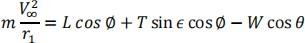 m V∞² / r₁ = L cos ∅ + T sin ϵ cos ∅ − W cos θ